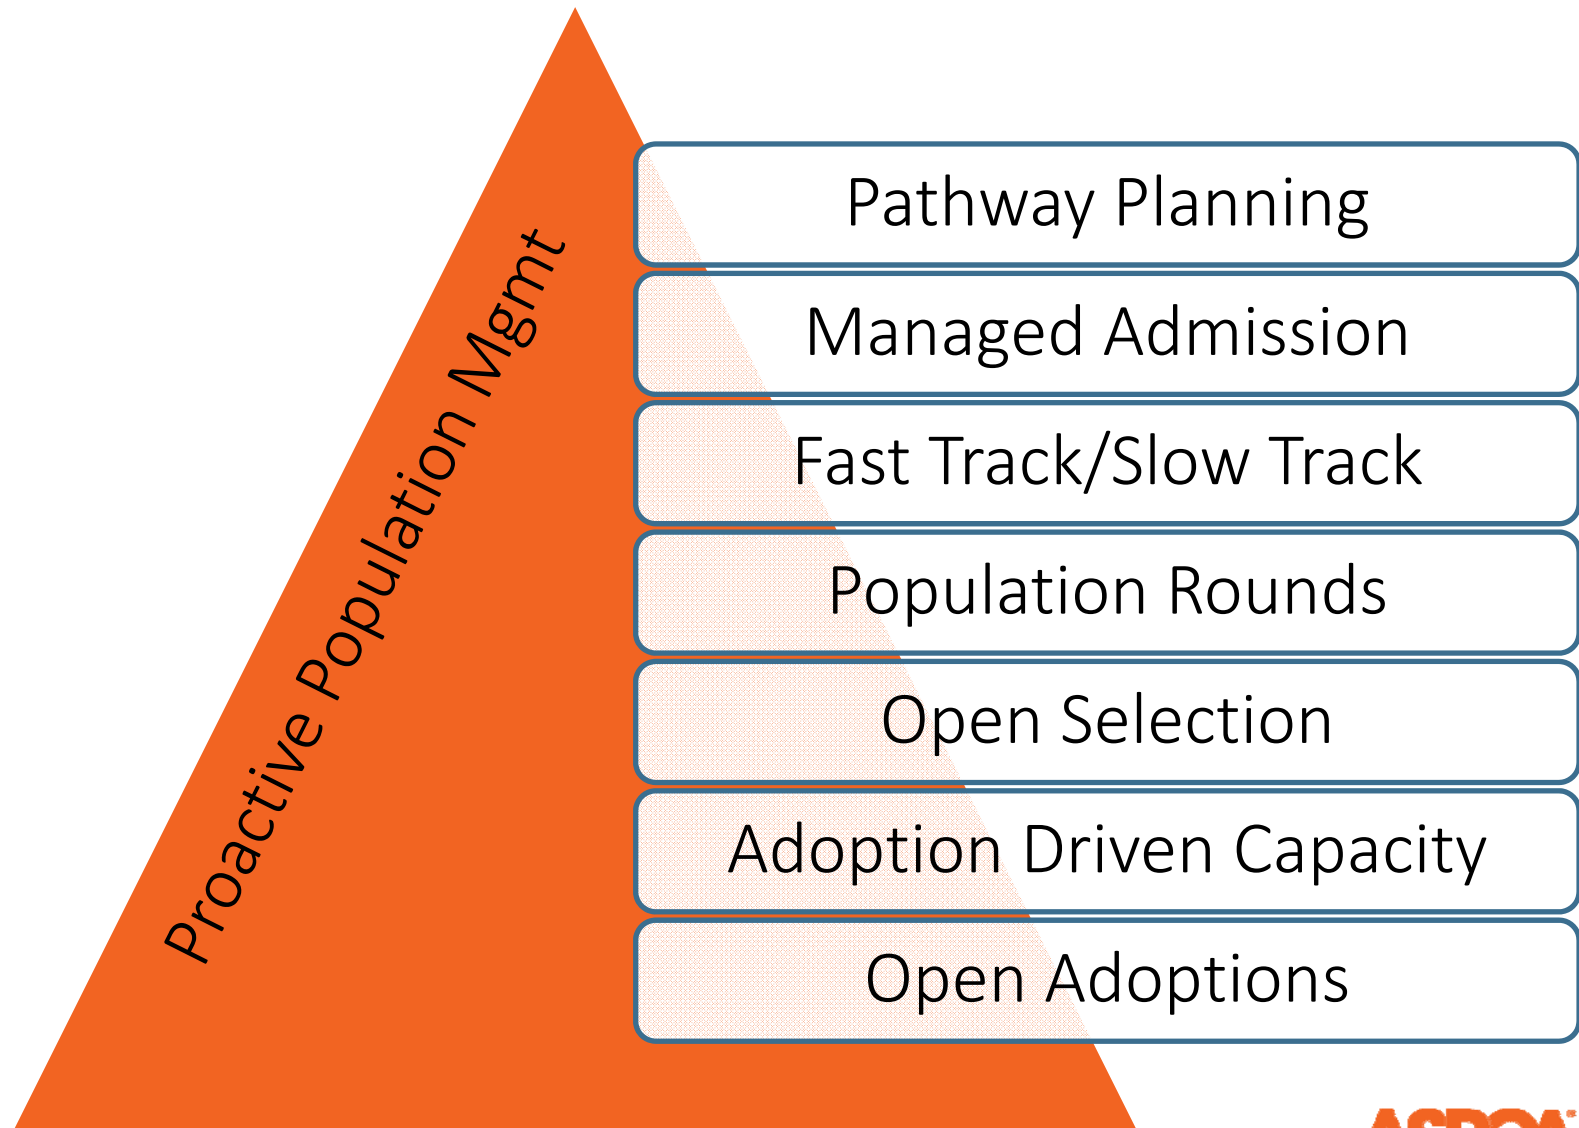 Proactive Population Mgmt
Pathway Planning
Managed Admission
Fast Track/Slow Track
Population Rounds
Open Selection
Adoption Driven Capacity
Open Adoptions
ASPCA